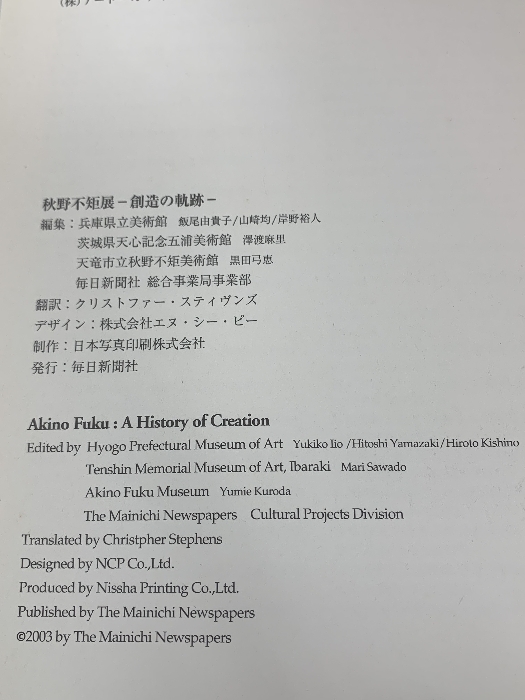 秋野不矩展－創造の軌跡－
編集：兵庫県立美術館 飯尾由貴子/山崎均/岸野裕人
茨城県天心記念五浦美術館 澤渡麻里
天竜市立秋野不矩美術館 黒田弓恵
毎日新聞社 総合事業局事業部
翻訳：クリストファー・スティヴンズ
デザイン：株式会社エヌ・シー・ピー
制作：日本写真印刷株式会社
発行：毎日新聞社
Akino Fuku : A History of Creation
Edited by Hyogo Prefectural Museum of Art Yukiko Iio /Hitoshi Yamazaki/Hiroto Kishino
Tenshin Memorial Museum of Art, Ibaraki Mari Sawado
Akino Fuku Museum Yumie Kuroda
The Mainichi Newspapers Cultural Projects Division
Translated by Christpher Stephens
Designed by NCP Co.,Ltd.
Produced by Nissha Printing Co.,Ltd.
Published by The Mainichi Newspapers
©2003 by The Mainichi Newspapers